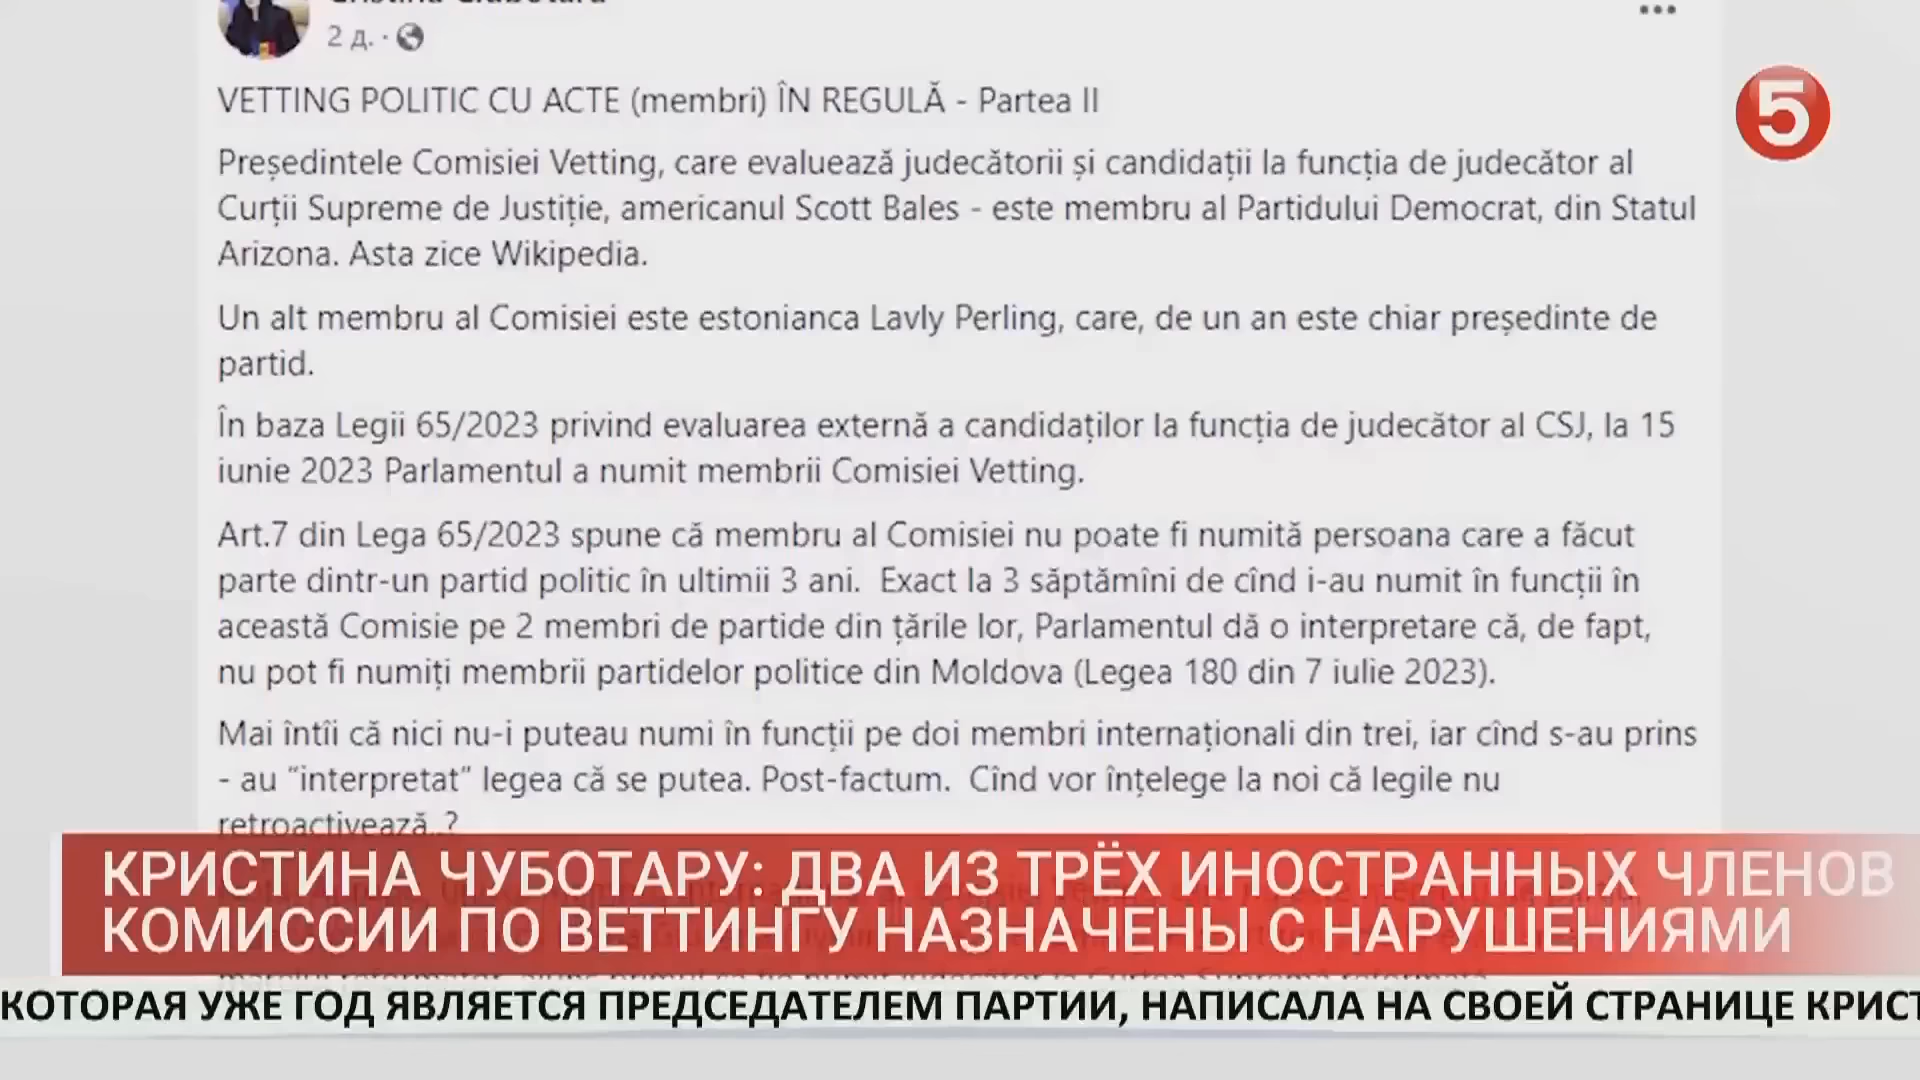 2 д.
VETTING POLITIC CU ACTE (membri) ÎN REGULĂ - Partea II
5
Președintele Comisiei Vetting, care evaluează judecătorii și candidații la funcția de judecător al
Curții Supreme de Justiție, americanul Scott Bales - este membru al Partidului Democrat, din Statul
Arizona. Asta zice Wikipedia.
Un alt membru al Comisiei este estonianca Lavly Perling, care, de un an este chiar președinte de
partid.
În baza Legii 65/2023 privind evaluarea externă a candidaților la funcția de judecător al CSJ, la 15
iunie 2023 Parlamentul a numit membrii Comisiei Vetting.
Art.7 din Lega 65/2023 spune că membru al Comisiei nu poate fi numită persoana care a făcut
parte dintr-un partid politic în ultimii 3 ani. Exact la 3 săptămîni de cînd i-au numit în funcții în
această Comisie pe 2 membri de partide din țările lor, Parlamentul dă o interpretare că, de fapt,
nu pot fi numiți membrii partidelor politice din Moldova (Legea 180 din 7 iulie 2023).
Mai întîi că nici nu-i puteau numi în funcții pe doi membri internaționali din trei, iar cînd s-au prins
- au “interpretat” legea că se putea. Post-factum. Cînd vor înțelege la noi că legile nu
retroactivează..?
КРИСТИНА ЧУБОТАРУ: ДВА ИЗ ТРЁХ ИНОСТРАННЫХ ЧЛЕНОВ
КОМИССИИ ПО ВЕТТИНГУ НАЗНАЧЕНЫ С НАРУШЕНИЯМИ
КОТОРАЯ УЖЕ ГОД ЯВЛЯЕТСЯ ПРЕДСЕДАТЕЛЕМ ПАРТИИ, НАПИСАЛА НА СВОЕЙ СТРАНИЦЕ КРИСТ